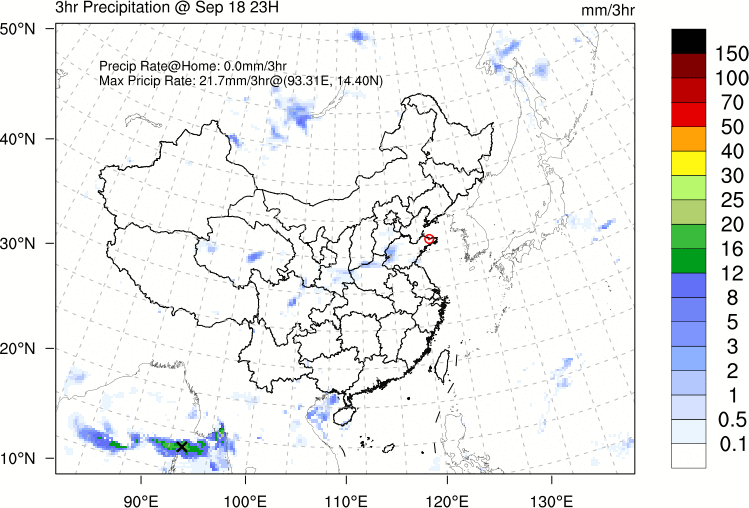 3hr Precipitation @ Sep 18 23H
mm/3hr
Precip Rate@Home: 0.0mm/3hr
Max Pricip Rate: 21.7mm/3hr@(93.31E, 14.40N)
50°N
40°N
30°N
20°N
10°N
90°E
100°E
110°E
120°E
130°E
150
100
70
50
40
30
25
20
16
12
8
5
3
2
1
0.5
0.1